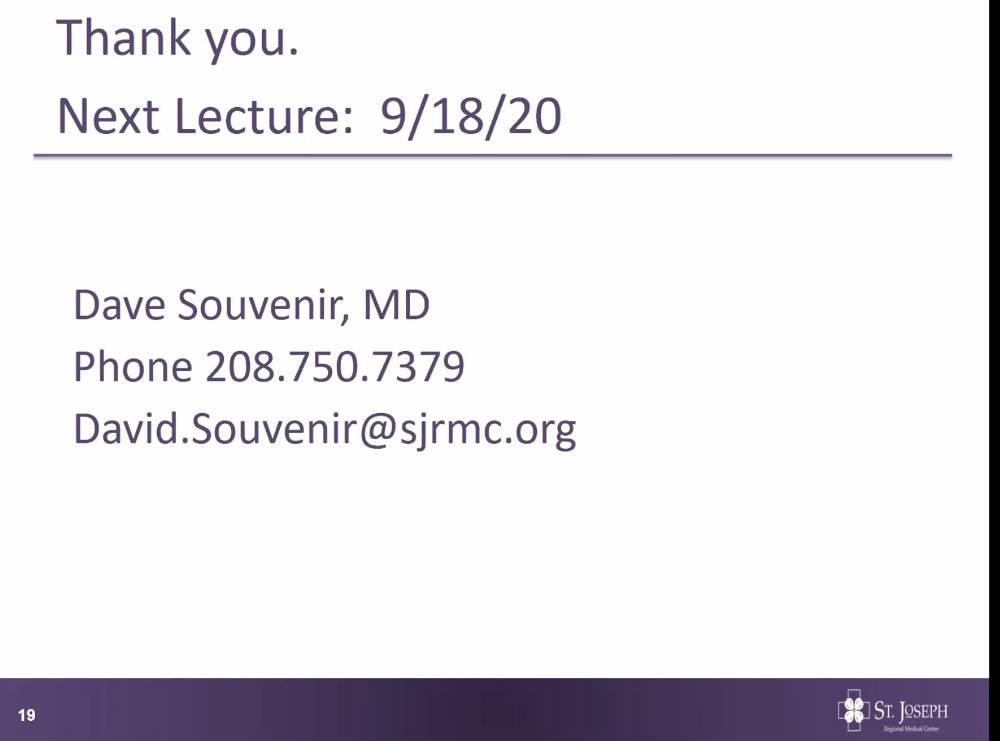 Thank you.
Next Lecture: 9/18/20
Dave Souvenir, MD
Phone 208.750.7379
David.Souvenir@sjrmc.org
19
ST. JOSEPH
Regional Medical Center